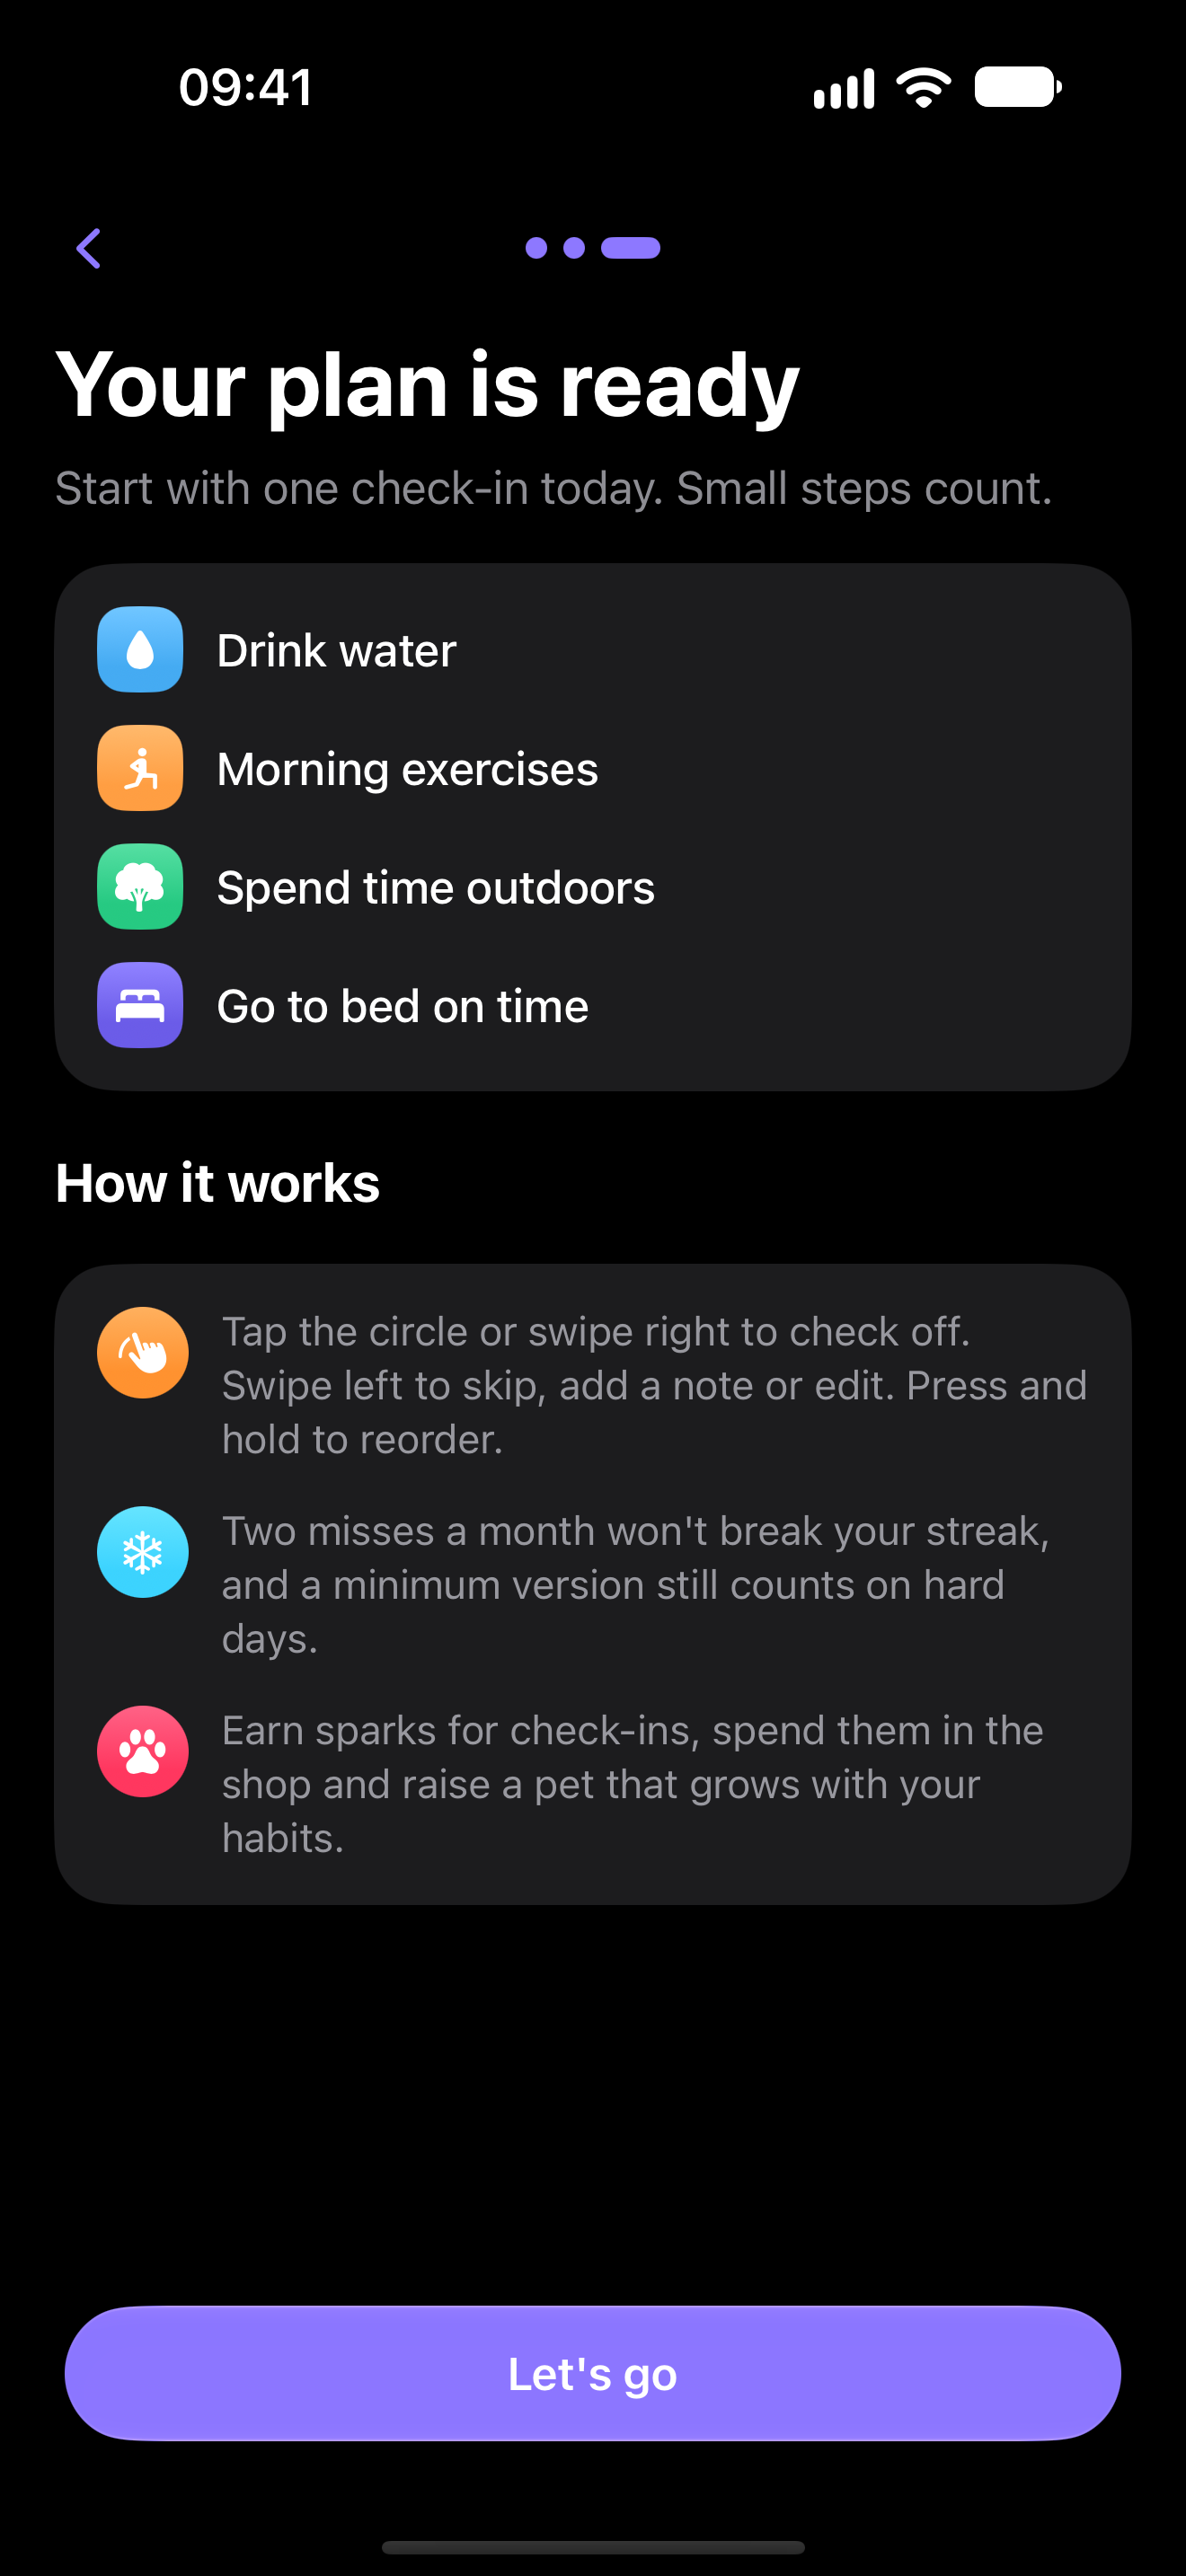 09:41
Your plan is ready
Start with one check-in today. Small steps count.
Drink water
Morning exercises
Spend time outdoors
Go to bed on time
How it works
Tap the circle or swipe right to check off.
Swipe left to skip, add a note or edit. Press and
hold to reorder.
Two misses a month won't break your streak,
and a minimum version still counts on hard
days.
Earn sparks for check-ins, spend them in the
shop and raise a pet that grows with your
habits.
Let's go